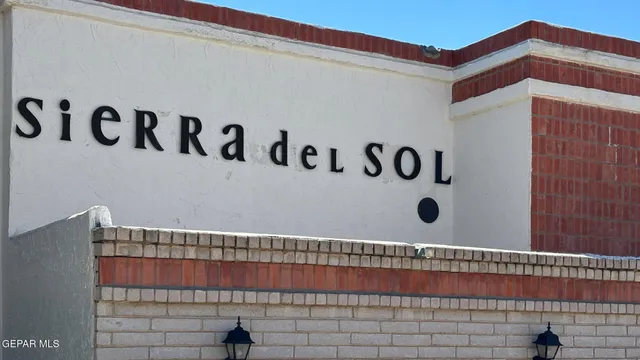 sierra del sol
GEPAR MLS